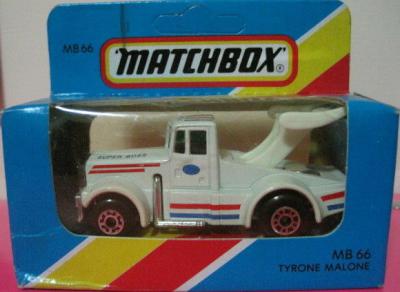 MB 66
MATCHBOX®
SUPER BOSS
MB 66
TYRONE MALONE